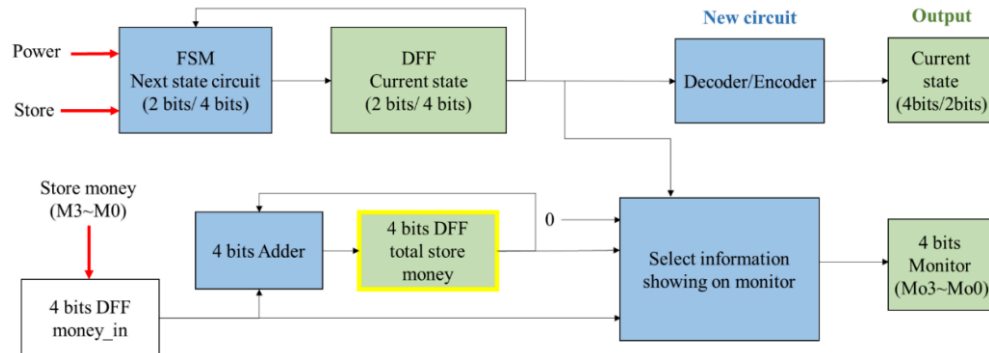 New circuit
Output
Power
Store
FSM
Next state circuit
(2 bits/ 4 bits)
DFF
Current state
(2 bits/ 4 bits)
Decoder/Encoder
Current
state
(4bits/2bits)
Store money
(M3~M0)
4 bits Adder
4 bits DFF
total store
money
0
Select information
showing on monitor
4 bits
Monitor
(Mo3~Mo0)
4 bits DFF
money_in